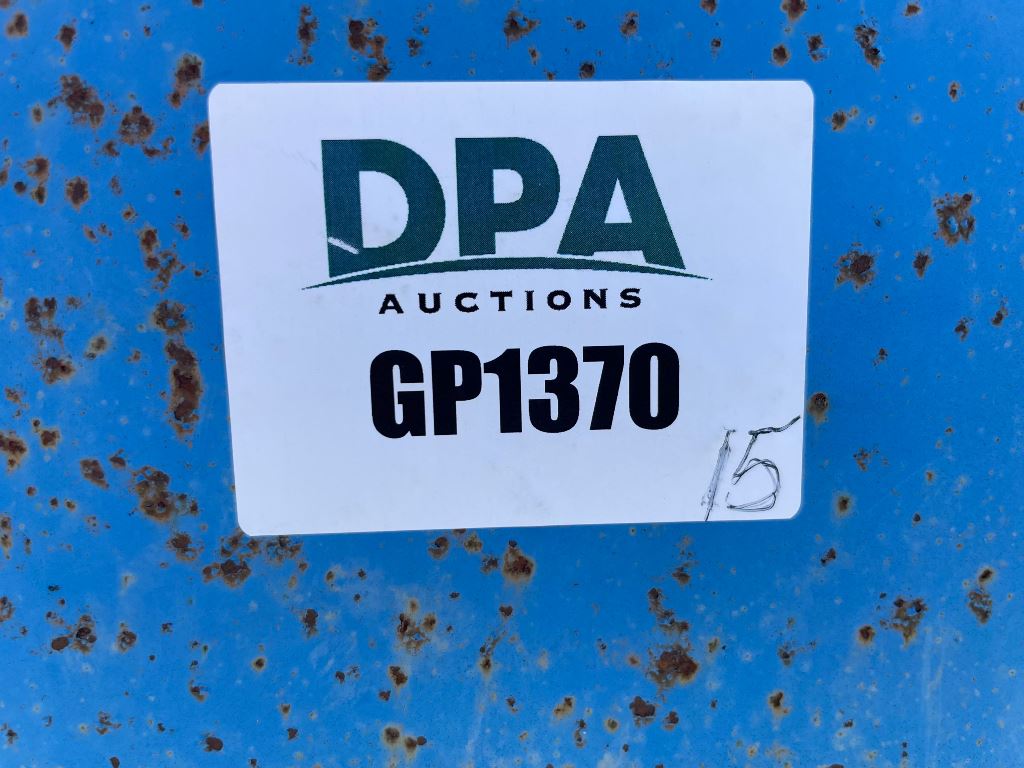 DPA
AUCTIONS
GP1370
15